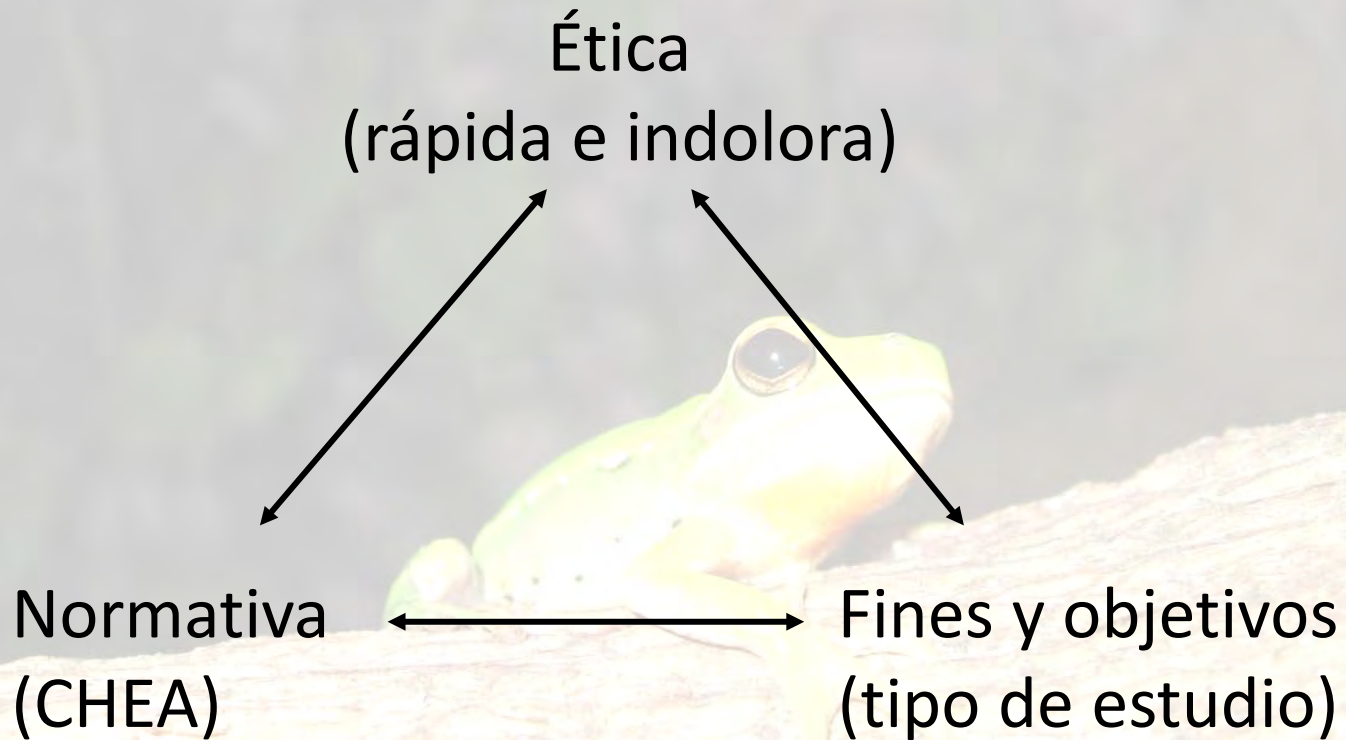 Ética
(rápida e indolora)
Normativa
(CHEA)
Fines y objetivos
(tipo de estudio)